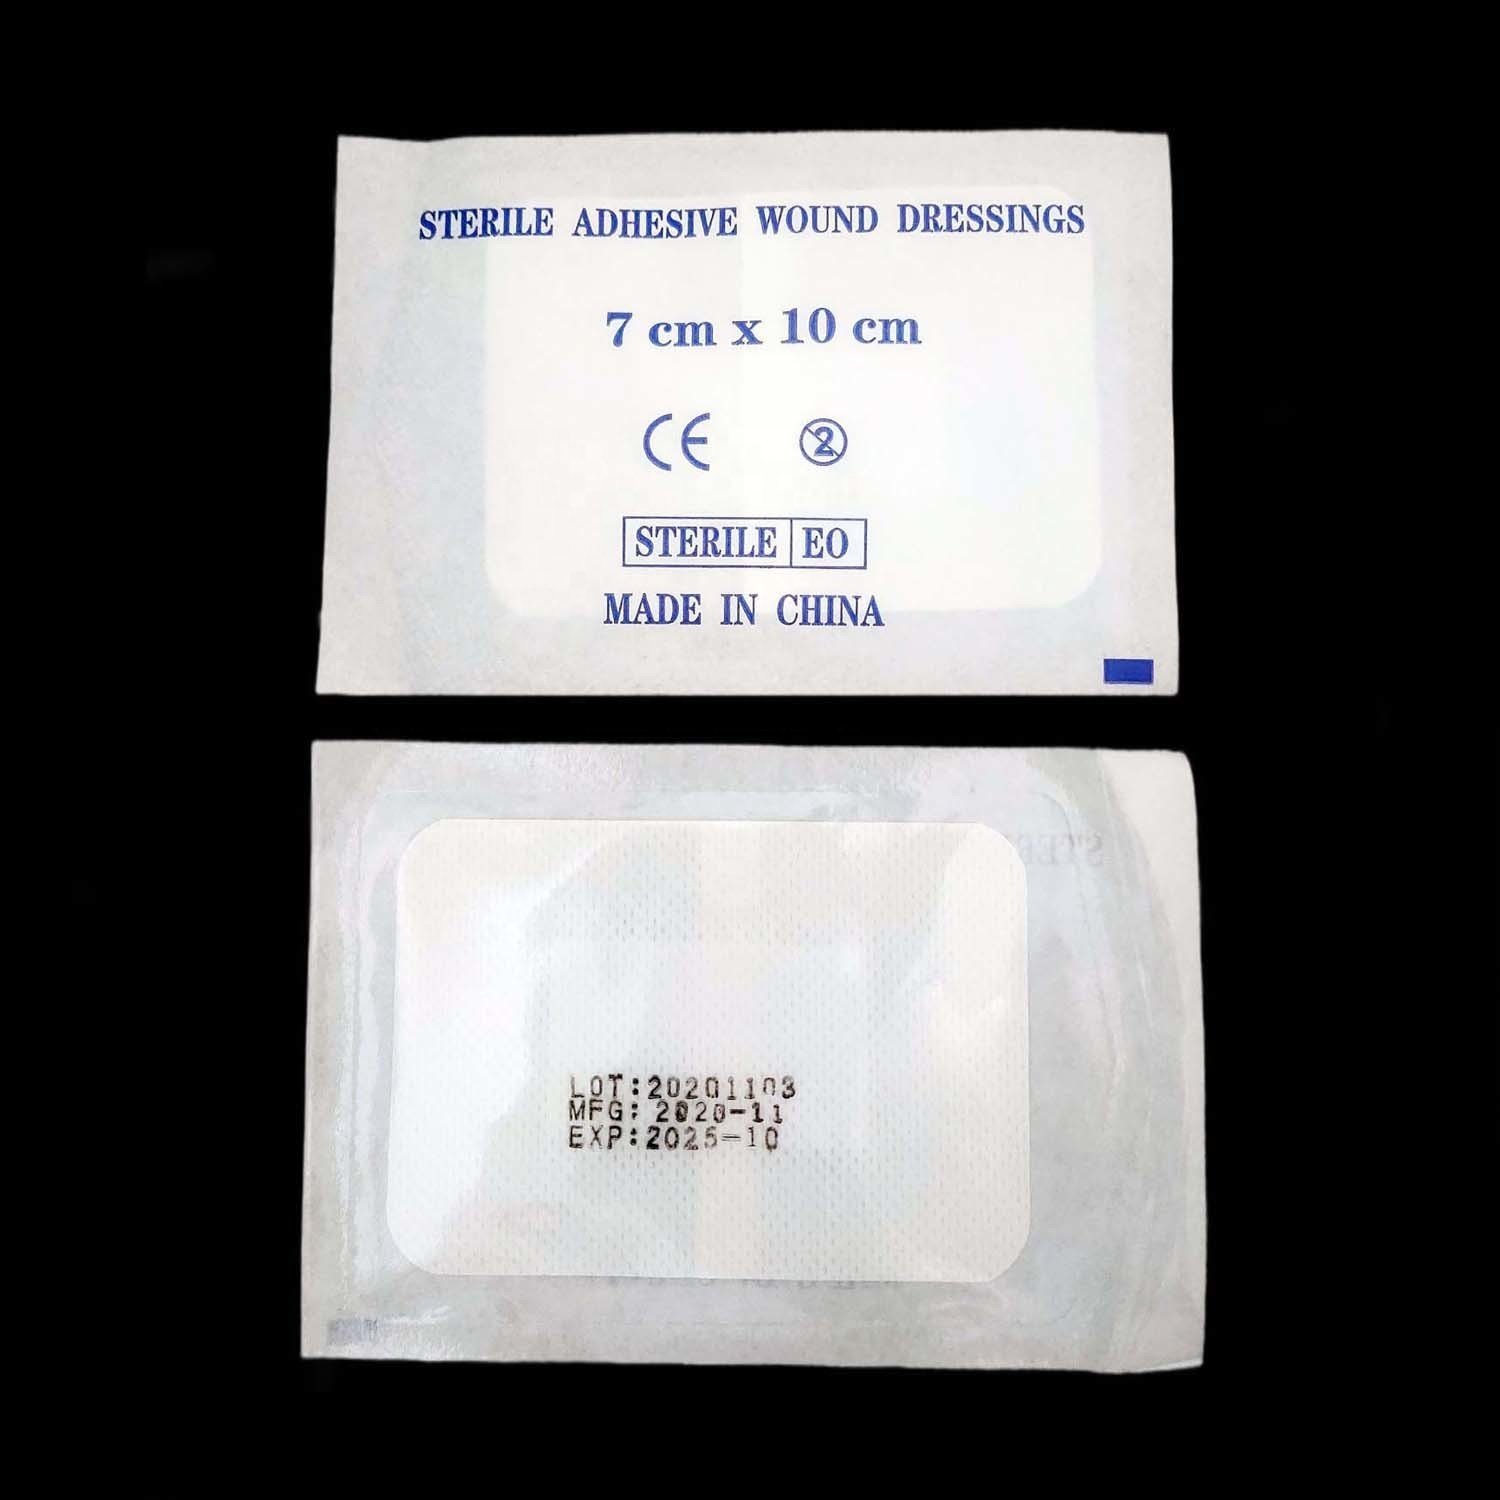 STERILE ADHESIVE WOUND DRESSINGS
7 cm x 10 cm
CE 2
STERILE EO
MADE IN CHINA
LOT:20201103
MFG: 2020-11
EXP:2025-10